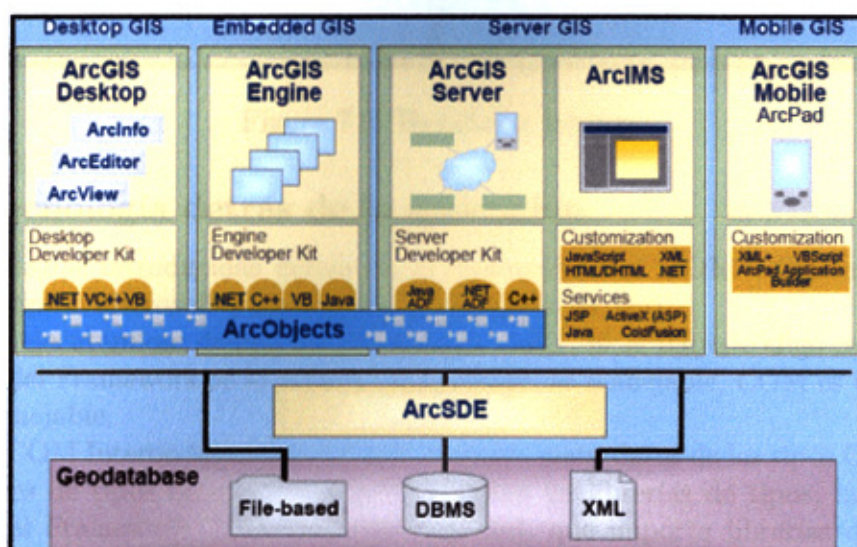 Desktop GIS
Embedded GIS
Server GIS
Mobile GIS
ArcGIS
Desktop
ArcInfo
ArcEditor
ArcView
ArcGIS
Engine
ArcGIS
Server
ArcIMS
ArcGIS
Mobile
ArcPad
Desktop
Developer Kit
.NET VC++ VB
Engine
Developer Kit
.NET C++ VB Java
Server
Developer Kit
Java
ADF
.NET
ADF
C++
Customization
JavaScript XML
HTML/DHTML .NET
Services
JSP ActiveX (ASP)
Java ColdFusion
Customization
XML+ VBScript
ArcPad Application
Builder
ArcObjects
ArcSDE
Geodatabase
File-based
DBMS
XML